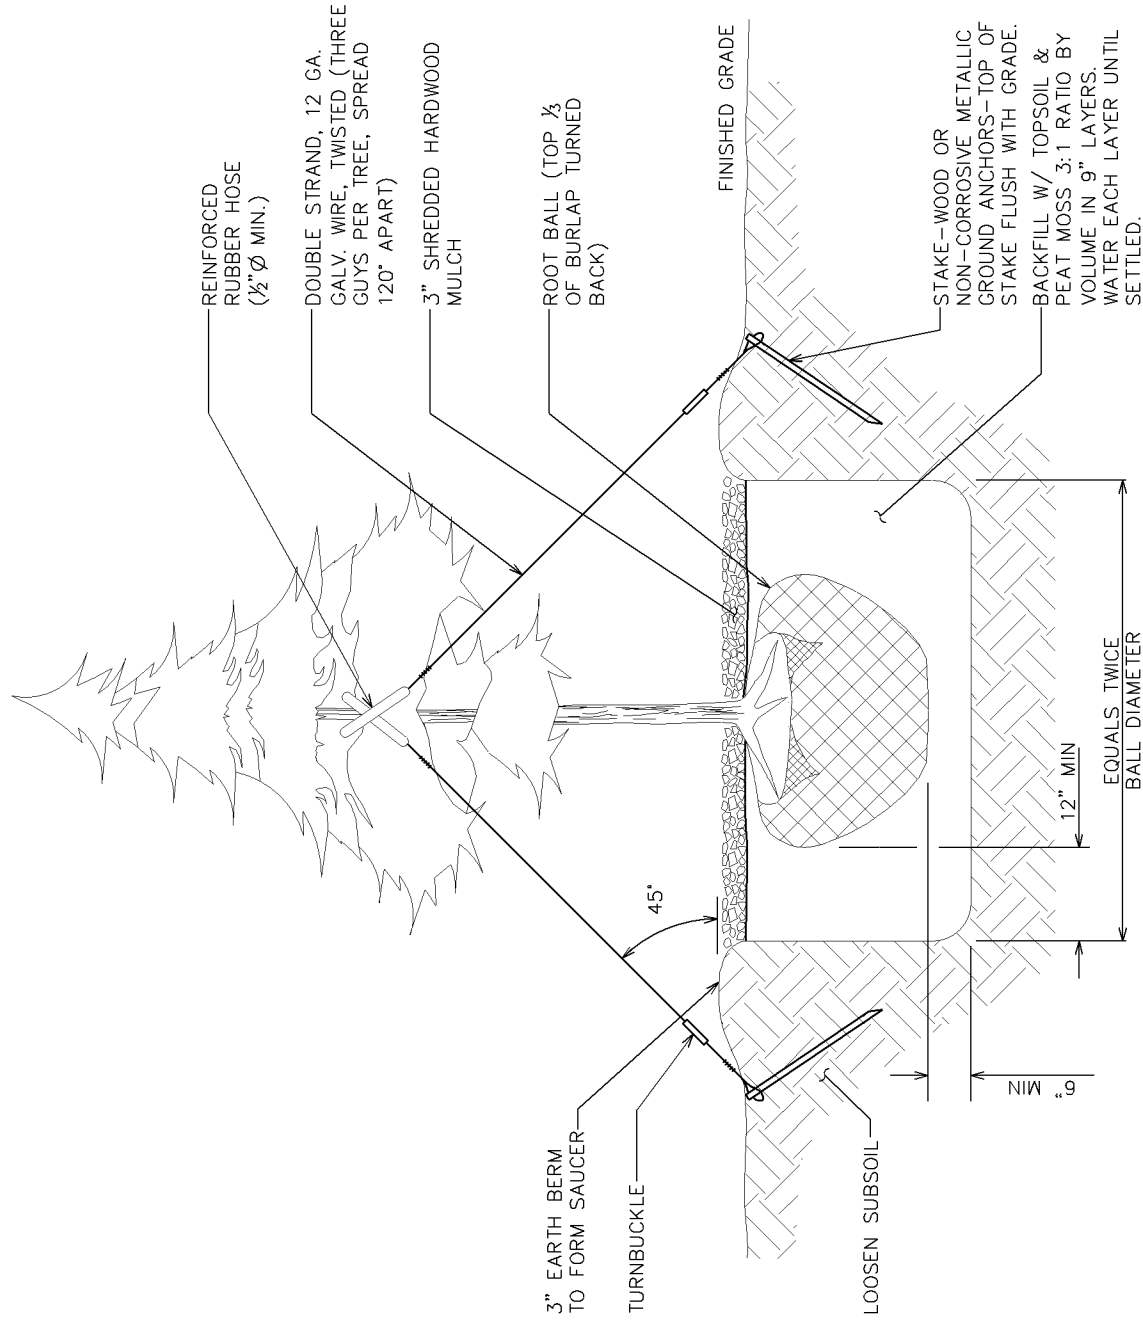 REINFORCED
RUBBER HOSE
(½"Ø MIN.)
DOUBLE STRAND, 12 GA.
GALV. WIRE, TWISTED (THREE
GUYS PER TREE, SPREAD
120° APART)
3" SHREDDED HARDWOOD
MULCH
ROOT BALL (TOP ⅓
OF BURLAP TURNED
BACK)
FINISHED GRADE
STAKE-WOOD OR
NON-CORROSIVE METALLIC
GROUND ANCHORS-TOP OF
STAKE FLUSH WITH GRADE.
BACKFILL W/ TOPSOIL &
PEAT MOSS 3:1 RATIO BY
VOLUME IN 9" LAYERS.
WATER EACH LAYER UNTIL
SETTLED.
45°
3" EARTH BERM
TO FORM SAUCER
TURNBUCKLE
LOOSEN SUBSOIL
12" MIN
6" MIN
EQUALS TWICE
BALL DIAMETER